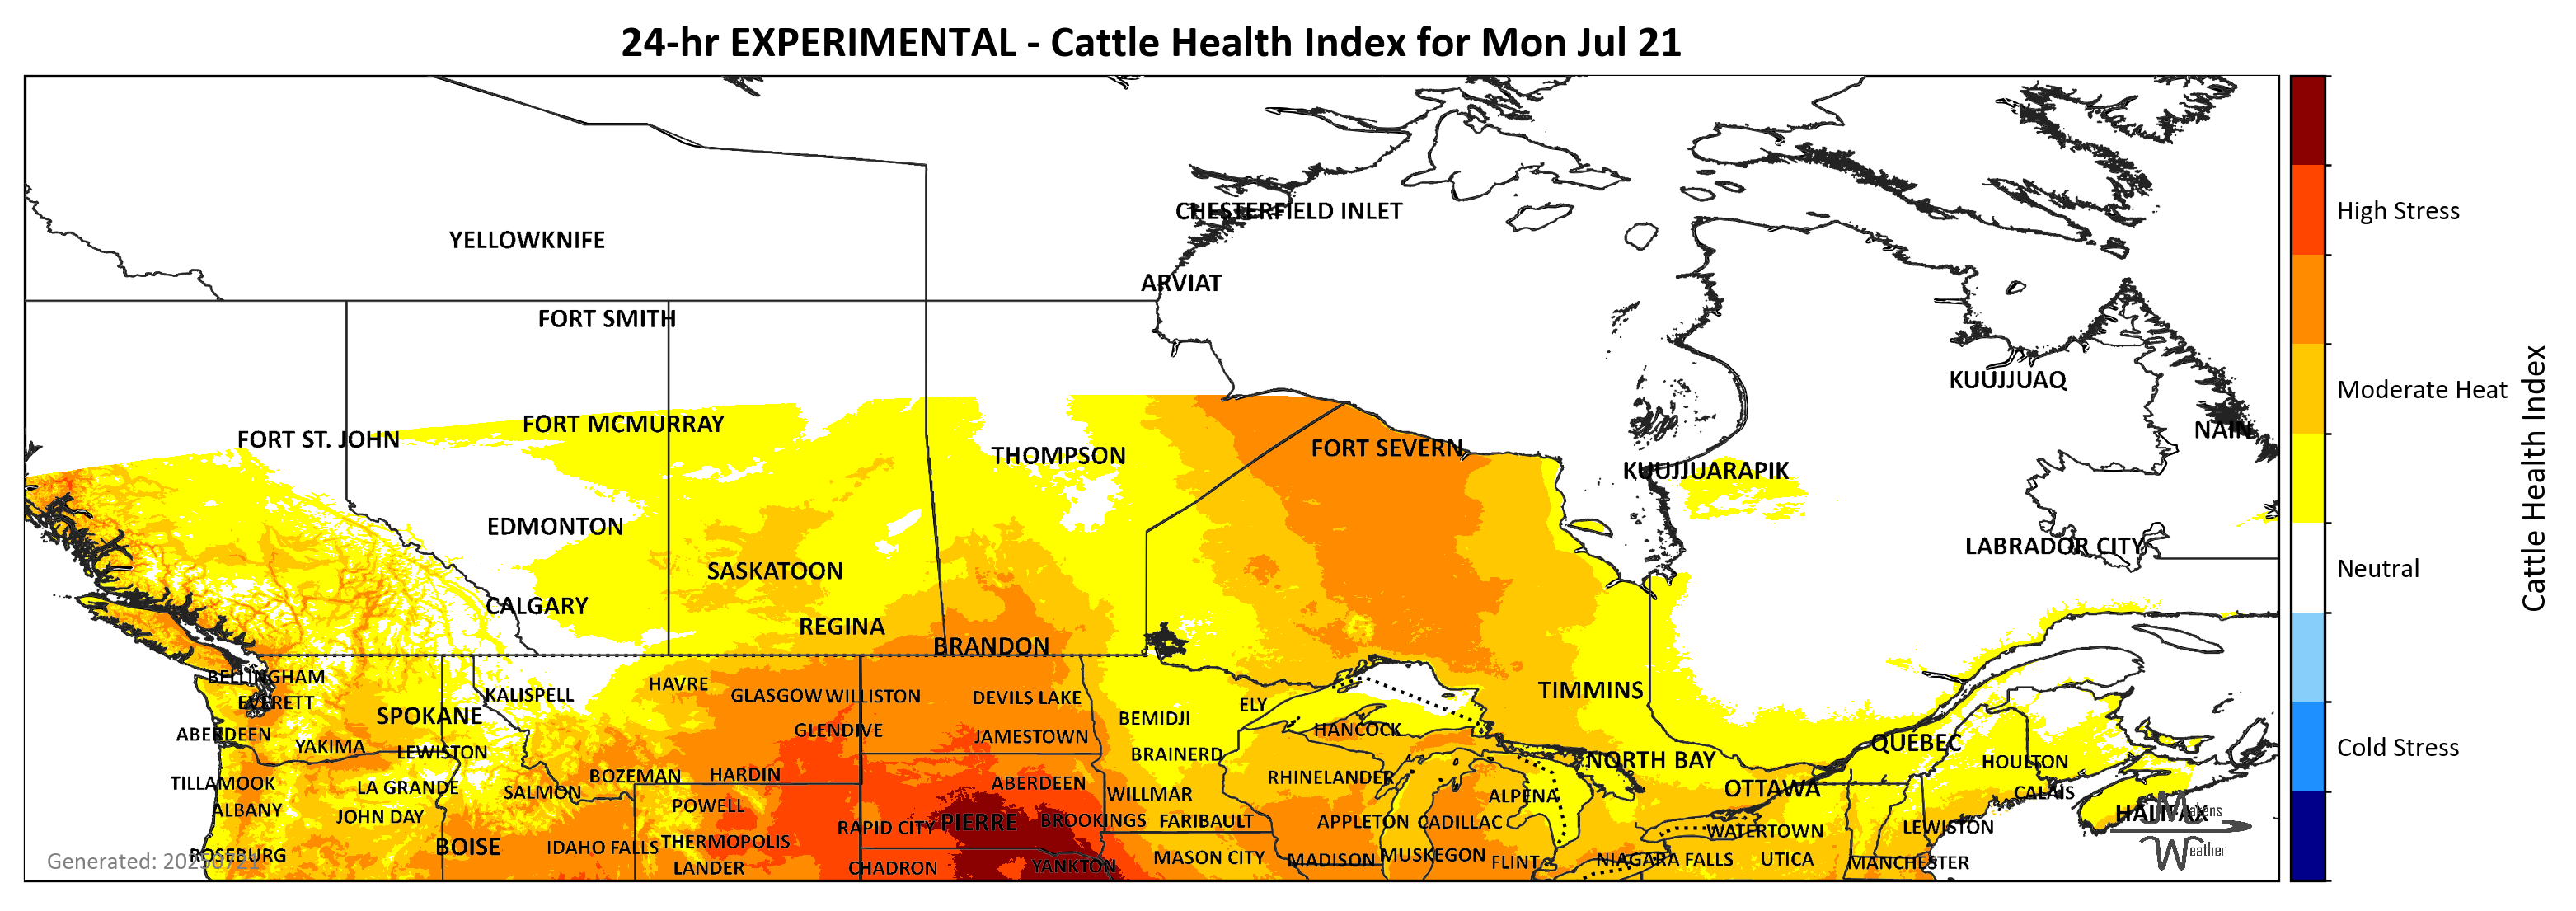 24-hr EXPERIMENTAL - Cattle Health Index for Mon Jul 21
CHESTERFIELD INLET
YELLOWKNIFE
ARVIAT
FORT SMITH
KUUJJUAQ
FORT MCMURRAY
NAIN
FORT ST. JOHN
FORT SEVERN
THOMPSON
KUUJJUARAPIK
EDMONTON
LABRADOR CITY
SASKATOON
CALGARY
REGINA
BRANDON
BELLINGHAM
HAVRE
KALISPELL
GLASGOW WILLISTON
DEVILS LAKE
TIMMINS
EVERETT
ELY
SPOKANE
BEMIDJI
HANCOCK
GLENDIVE
ABERDEEN
JAMESTOWN
QUEBEC
YAKIMA
LEWISTON
BRAINERD
NORTH BAY
HOULTON
BOZEMAN
HARDIN
RHINELANDER
TILLAMOOK
LA GRANDE
ABERDEEN
OTTAWA
SALMON
WILLMAR
ALPENA
CALAIS
POWELL
ALBANY
JOHN DAY
HALIFAX
RAPID CITY
PIERRE
BROOKINGS
FARIBAULT
APPLETON
CADILLAC
WATERTOWN
LEWISTON
BOISE
IDAHO FALLS
THERMOPOLIS
ROSEBURG
MASON CITY
MADISON
MUSKEGON
FLINT
NIAGARA FALLS
UTICA
MANCHESTER
LANDER
CHADRON
YANKTON
Generated: 20250721
Makens
Weather
High Stress
Moderate Heat
Neutral
Cold Stress
Cattle Health Index